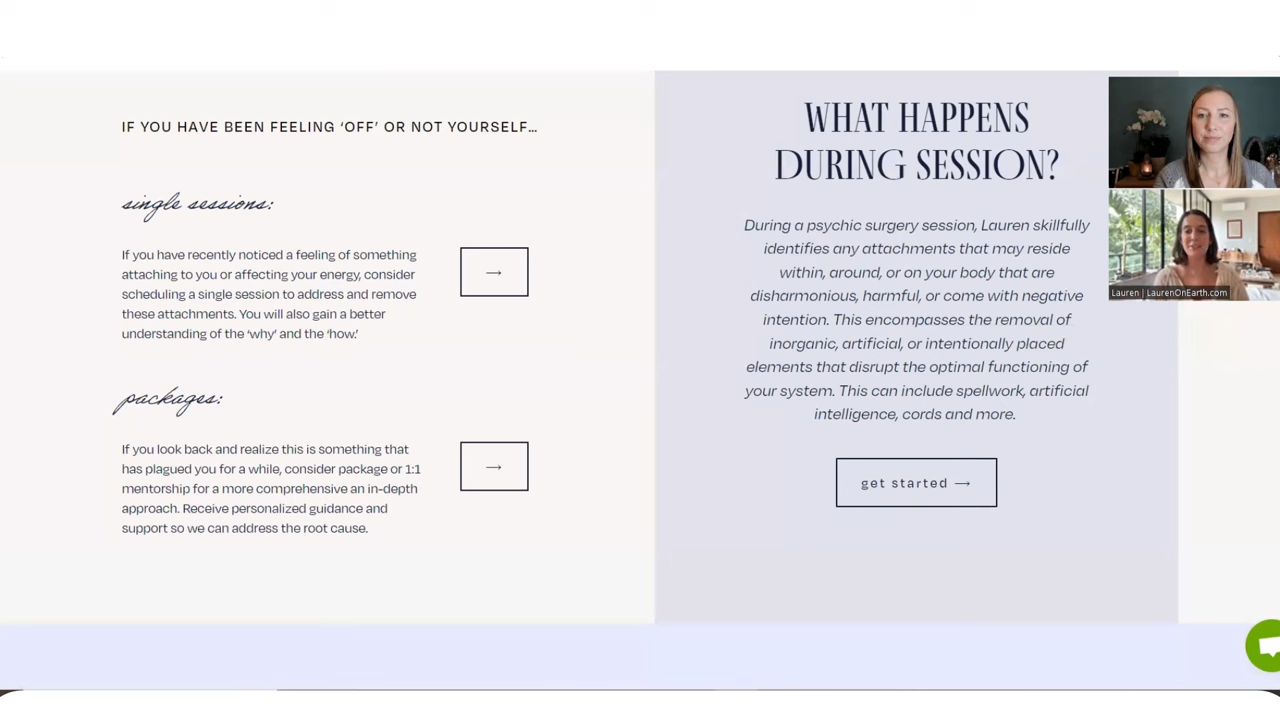 IF YOU HAVE BEEN FEELING ‘OFF’ OR NOT YOURSELF...
single sessions:
If you have recently noticed a feeling of something
attaching to you or affecting your energy, consider
scheduling a single session to address and remove
these attachments. You will also gain a better
understanding of the ‘why’ and the ‘how.’
→
packages:
If you look back and realize this is something that
has plagued you for a while, consider package or 1:1
mentorship for a more comprehensive an in-depth
approach. Receive personalized guidance and
support so we can address the root cause.
→
WHAT HAPPENS
DURING SESSION?
During a psychic surgery session, Lauren skillfully
identifies any attachments that may reside
within, around, or on your body that are
disharmonious, harmful, or come with negative
intention. This encompasses the removal of
inorganic, artificial, or intentionally placed
elements that disrupt the optimal functioning of
your system. This can include spellwork, artificial
intelligence, cords and more.
get started →
Lauren | LaurenOnEarth.com